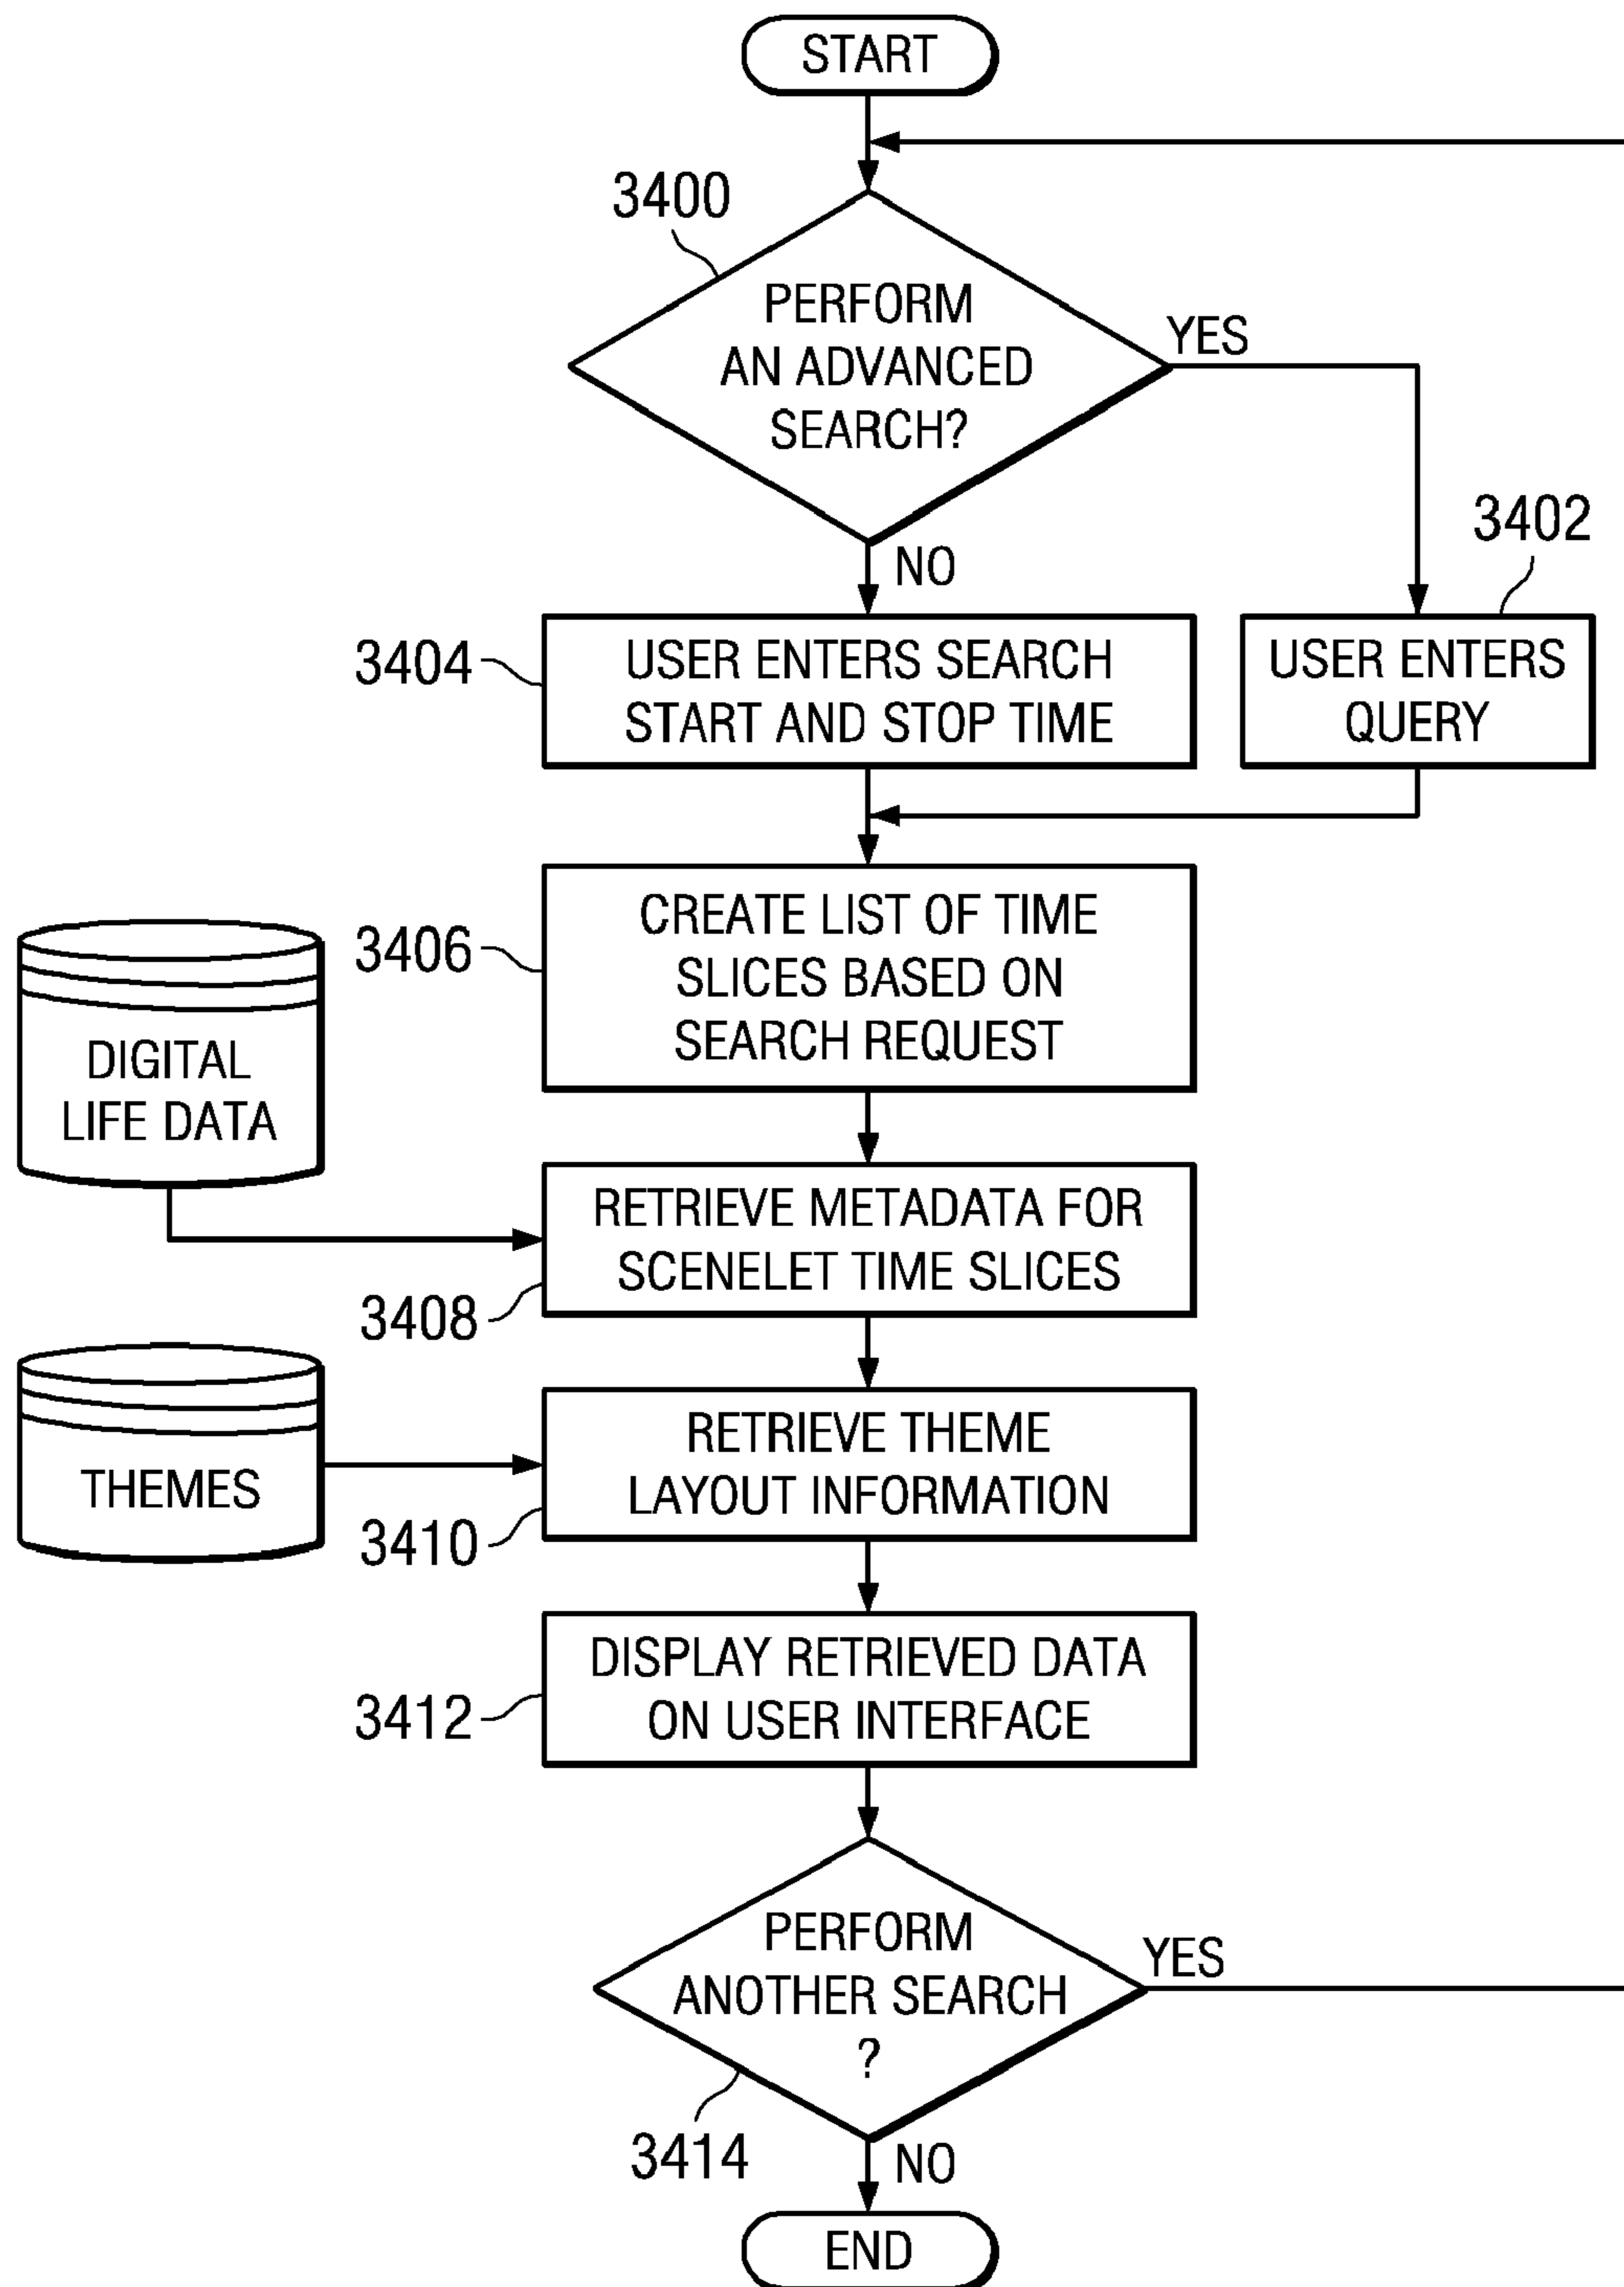 START
3400
PERFORM
AN ADVANCED
SEARCH?
YES
NO
3402
3404
USER ENTERS SEARCH
START AND STOP TIME
USER ENTERS
QUERY
3406
CREATE LIST OF TIME
SLICES BASED ON
SEARCH REQUEST
DIGITAL
LIFE DATA
RETRIEVE METADATA FOR
SCENELET TIME SLICES
3408
THEMES
RETRIEVE THEME
LAYOUT INFORMATION
3410
DISPLAY RETRIEVED DATA
ON USER INTERFACE
3412
PERFORM
ANOTHER SEARCH
?
YES
3414
NO
END